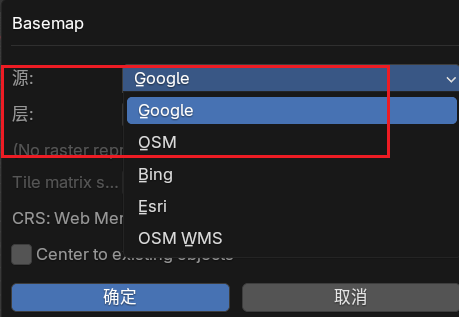 Basemap
源: Google
层: Google
OSM
(No raster repr
Bing
Tile matrix s...
Esri
CRS: Web Mer
OSM WMS
Center to existing objects
确定 取消